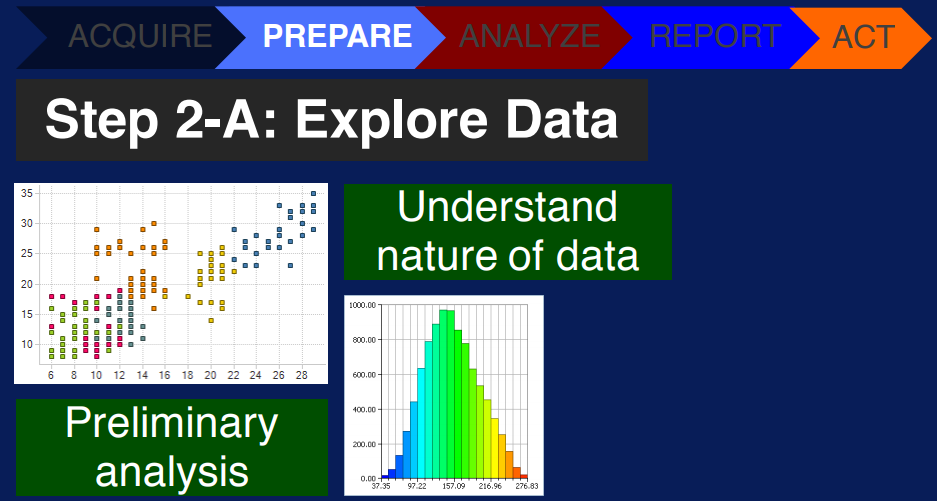 ACQUIRE PREPARE ANALYZE REPORT ACT
Step 2-A: Explore Data
35
30
25
20
15
10
6 8 10 12 14 16 18 20 22 24 26 28
Understand
nature of data
1000.00
800.00
600.00
400.00
200.00
0.00
37.35 97.22 157.09 216.96 276.83
Preliminary
analysis